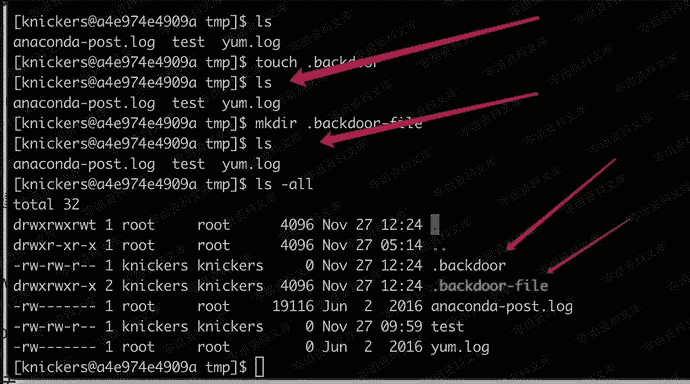 [knickers@a4e974e4909a tmp]$ ls
anaconda-post.log  test  yum.log
[knickers@a4e974e4909a tmp]$ touch .backdoor
[knickers@a4e974e4909a tmp]$ ls
anaconda-post.log  test  yum.log
[knickers@a4e974e4909a tmp]$ mkdir .backdoor-file
[knickers@a4e974e4909a tmp]$ ls
anaconda-post.log  test  yum.log
[knickers@a4e974e4909a tmp]$ ls -all
total 32
drwxrwxrwt 1 root     root      4096 Nov 27 12:24 .
drwxr-xr-x 1 root     root      4096 Nov 27 05:14 ..
-rw-rw-r-- 1 knickers knickers     0 Nov 27 12:24 .backdoor
drwxrwxr-x 2 knickers knickers  4096 Nov 27 12:24 .backdoor-file
-rw------- 1 root     root     19116 Jun  2  2016 anaconda-post.log
-rw-rw-r-- 1 knickers knickers     0 Nov 27 09:59 test
-rw------- 1 root     root         0 Jun  2  2016 yum.log
[knickers@a4e974e4909a tmp]$